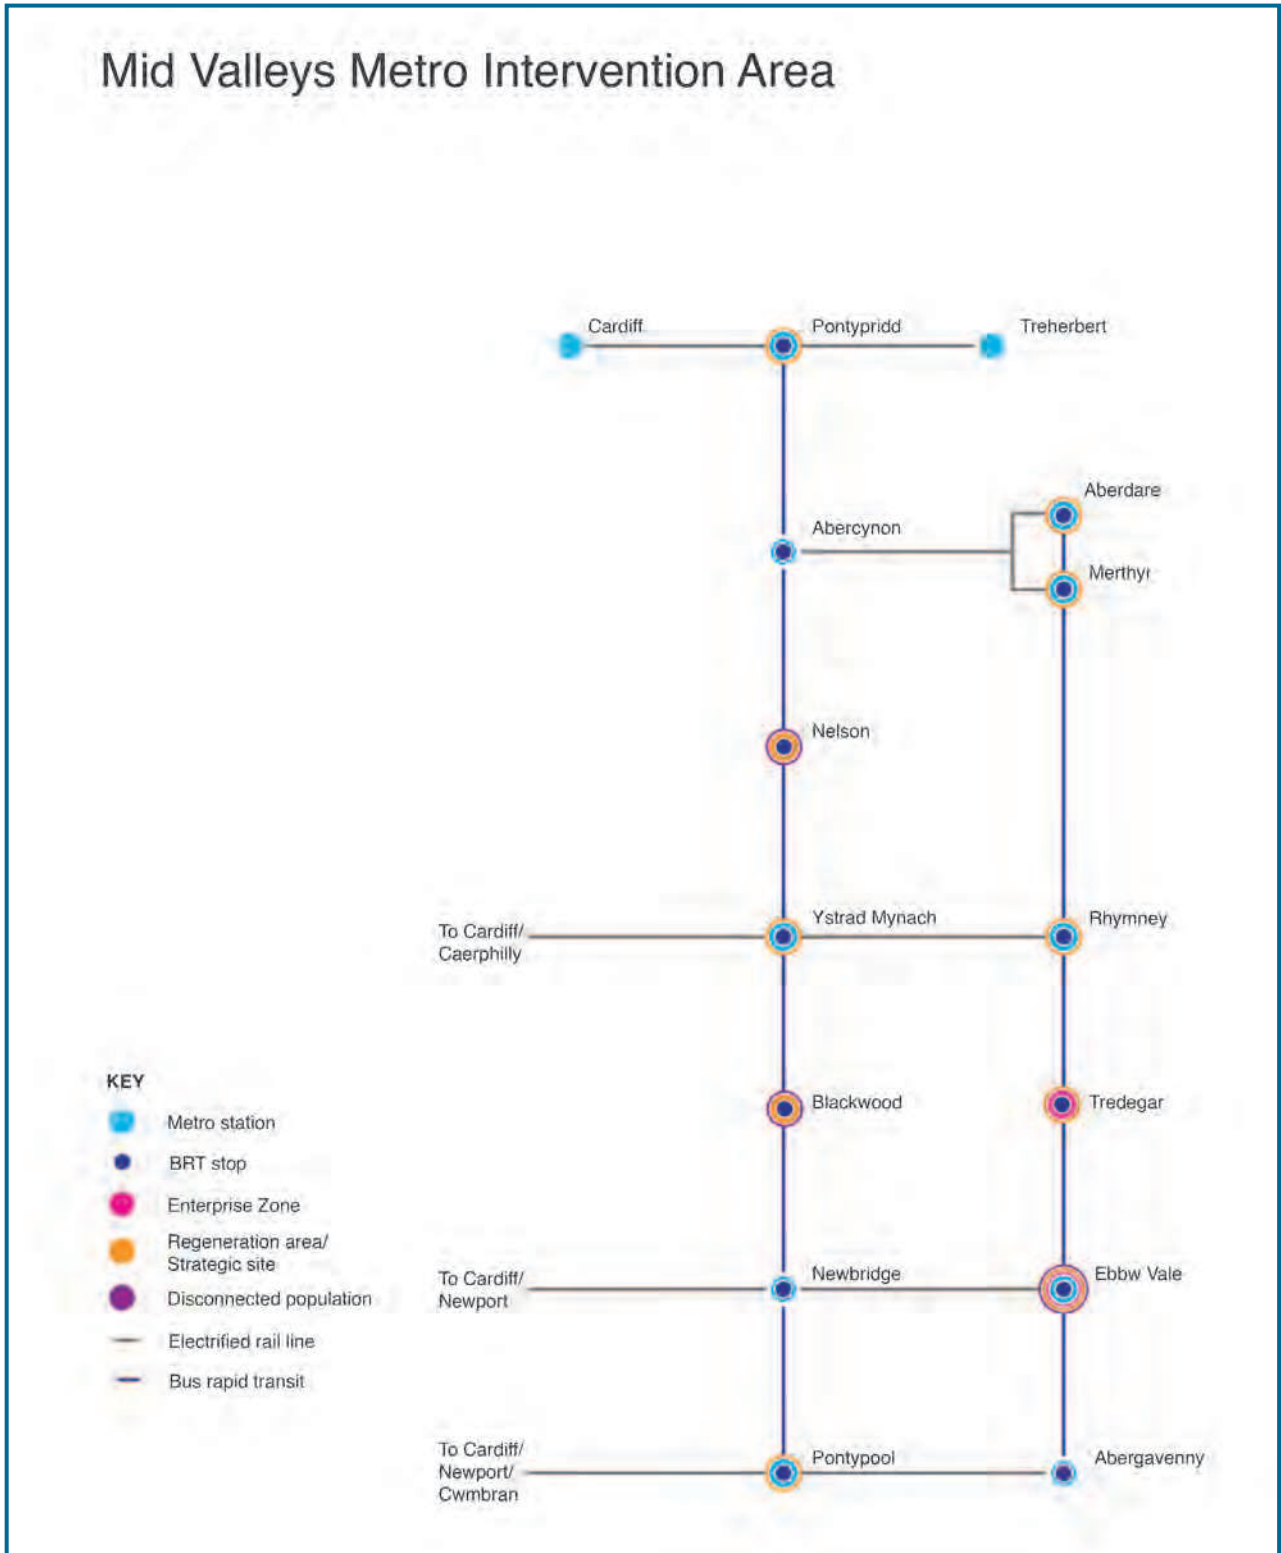 Mid Valleys Metro Intervention Area
Cardiff
Pontypridd
Treherbert
Aberdare
Abercynon
Merthyr
Nelson
Ystrad Mynach
Rhymney
To Cardiff/
Caerphilly
Blackwood
Tredegar
Newbridge
Ebbw Vale
To Cardiff/
Newport
Pontypool
Abergavenny
To Cardiff/
Newport/
Cwmbran
KEY
Metro station
BRT stop
Enterprise Zone
Regeneration area/
Strategic site
Disconnected population
Electrified rail line
Bus rapid transit